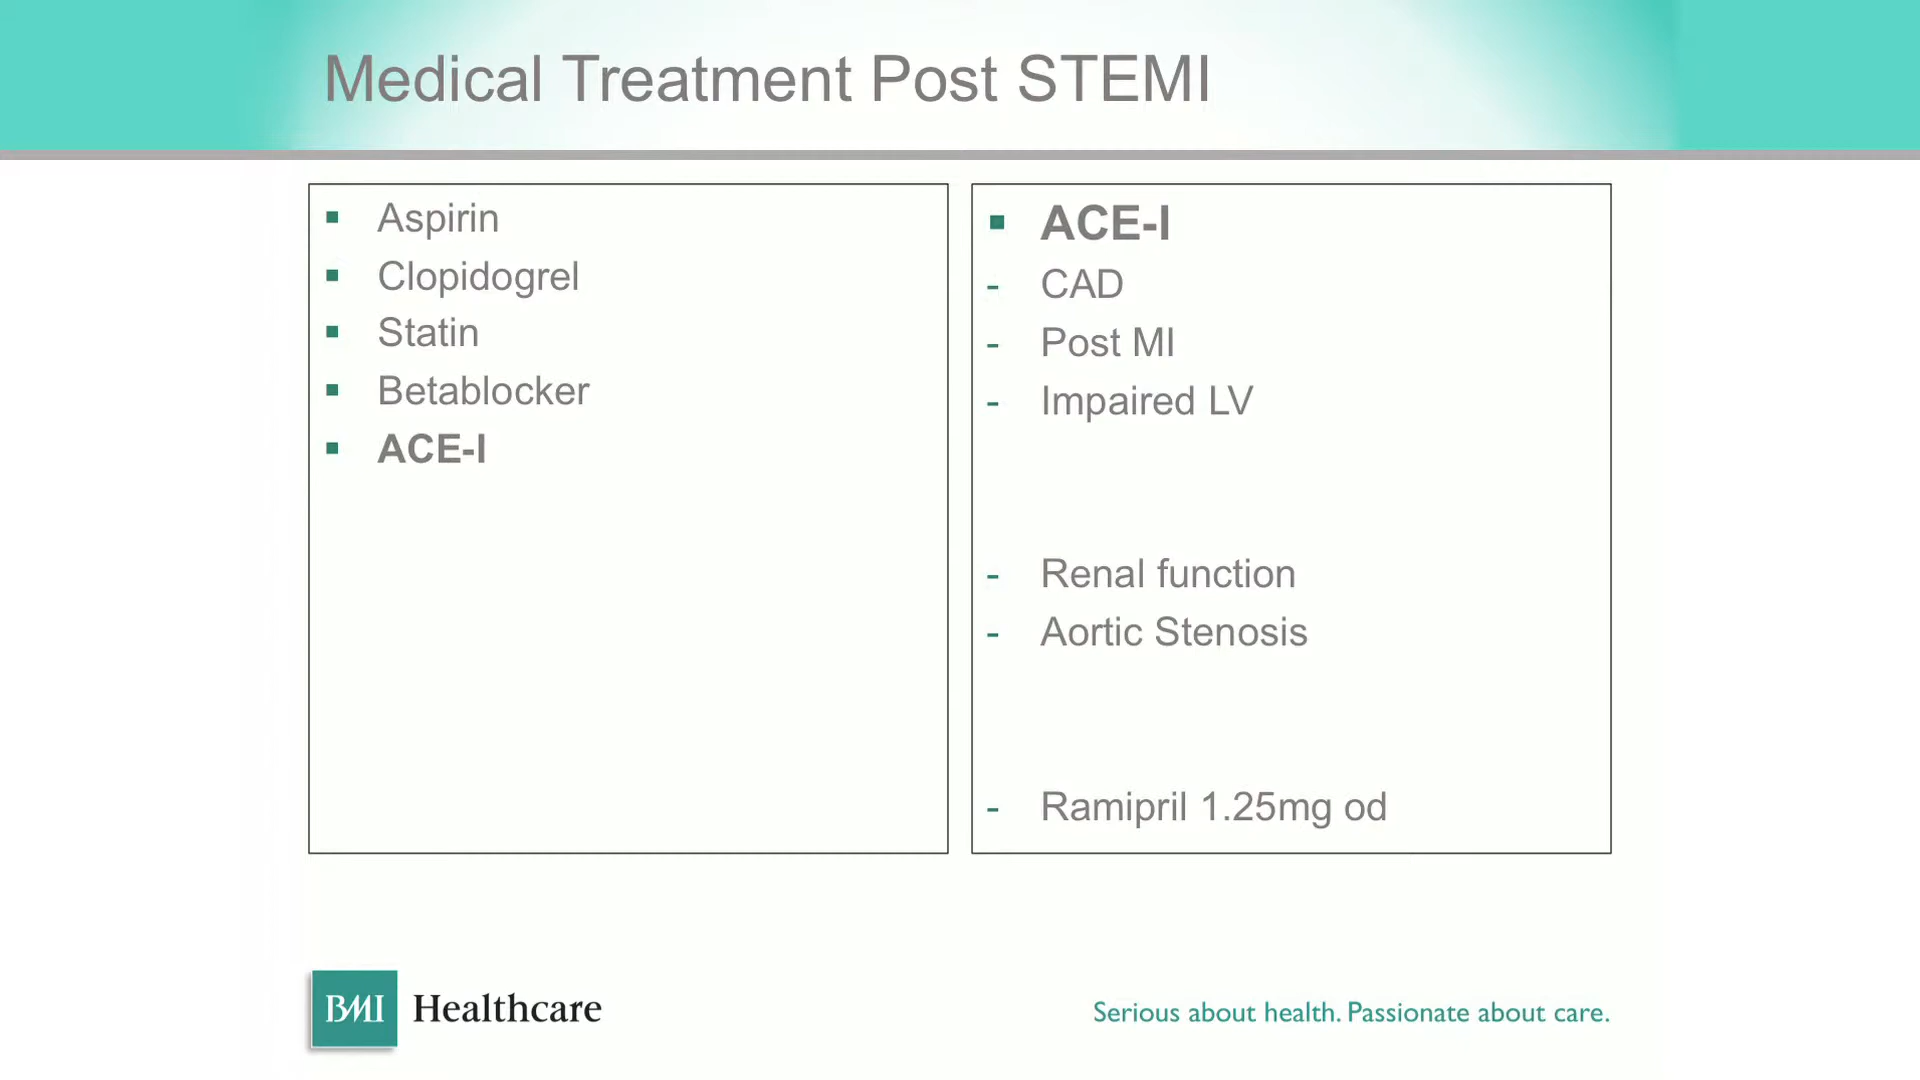 Medical Treatment Post STEMI
▪ Aspirin
▪ Clopidogrel
▪ Statin
▪ Betablocker
▪ ACE-I
▪ ACE-I
- CAD
- Post MI
- Impaired LV
- Renal function
- Aortic Stenosis
- Ramipril 1.25mg od
BMI Healthcare
Serious about health. Passionate about care.